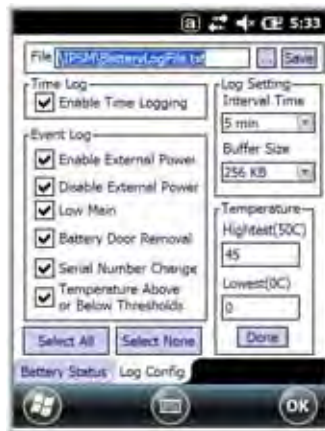 a 5:33
File \IPSM\BatteryLogFile.txt ... Save
Time Log
Enable Time Logging
Event Log
Enable External Power
Disable External Power
Low Main
Battery Door Removal
Serial Number Change
Temperature Above
or Below Thresholds
Select All Select None
Log Setting
Interval Time
5 min
Buffer Size
256 KB
Temperature
Hightest(50C)
45
Lowest(0C)
0
Done
Battery Status Log Config
OK